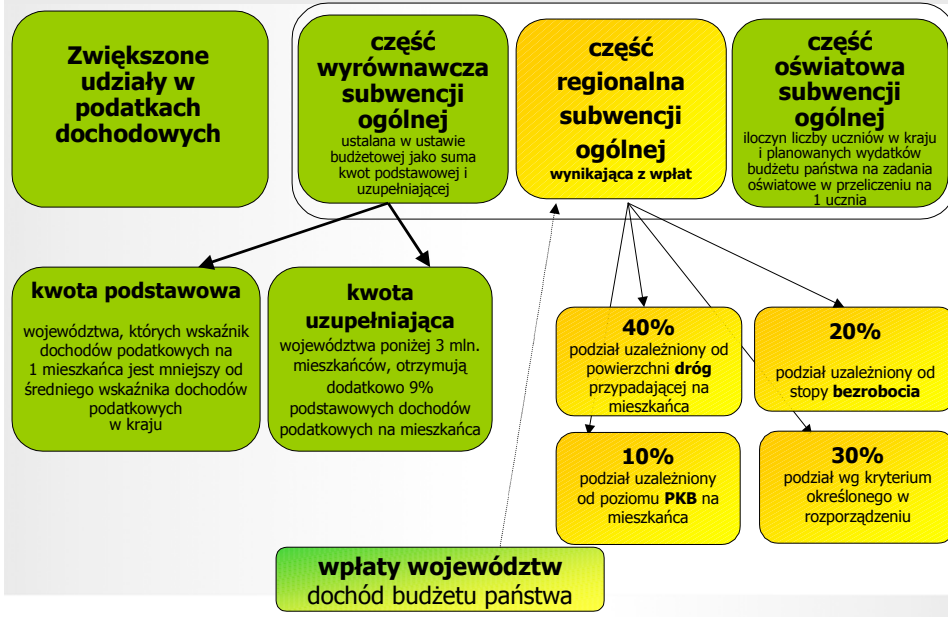 Zwiększone
udziały w
podatkach
dochodowych
część
wyrównawcza
subwencji
ogólnej
ustalana w ustawie
budżetowej jako suma
kwot podstawowej i
uzupełniającej
część
regionalna
subwencji
ogólnej
wynikająca z wpłat
część
oświatowa
subwencji
ogólnej
iloczyn liczby uczniów w kraju
i planowanych wydatków
budżetu państwa na zadania
oświatowe w przeliczeniu na
1 ucznia
kwota podstawowa
województwa, których wskaźnik
dochodów podatkowych na
1 mieszkańca jest mniejszy od
średniego wskaźnika dochodów
podatkowych
w kraju
kwota
uzupełniająca
województwa poniżej 3 mln.
mieszkańców, otrzymują
dodatkowo 9%
podstawowych dochodów
podatkowych na mieszkańca
40%
podział uzależniony od
powierzchni dróg
przypadającej na
mieszkańca
20%
podział uzależniony od
stopy bezrobocia
10%
podział uzależniony
od poziomu PKB na
mieszkańca
30%
podział wg kryterium
określonego w
rozporządzeniu
wpłaty województw
dochód budżetu państwa